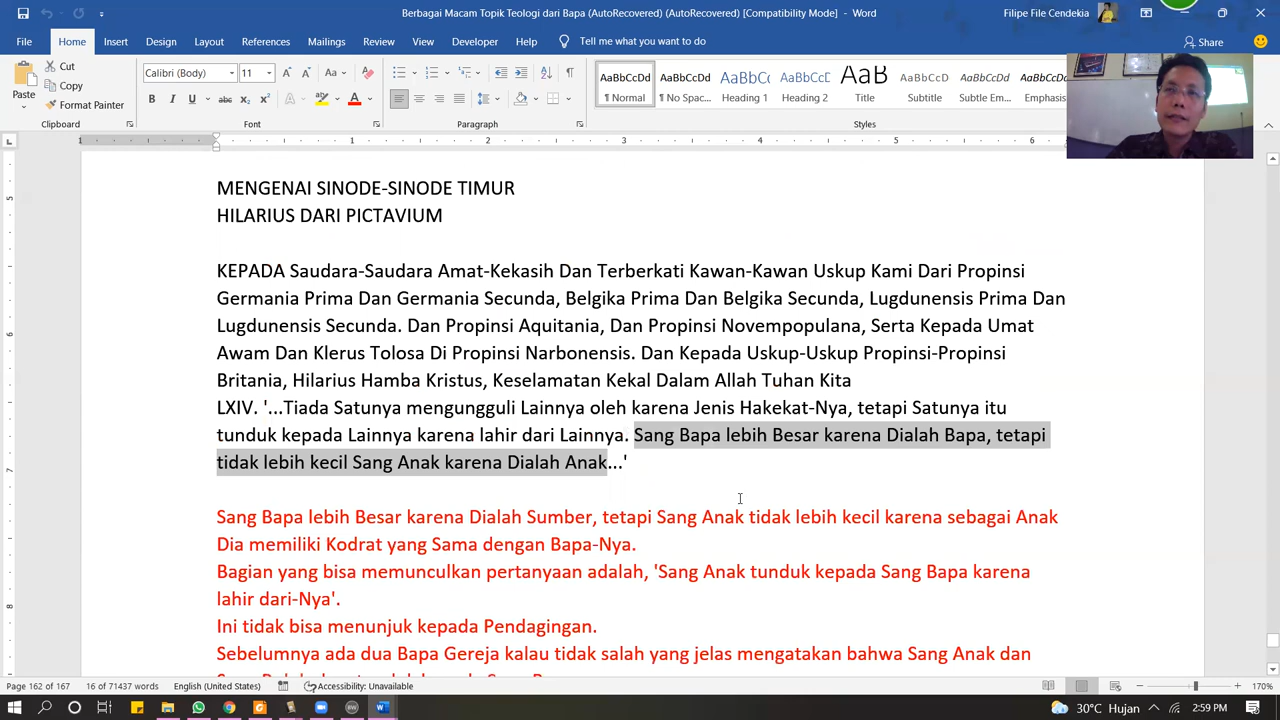 Berbagai Macam Topik Teologi dari Bapa (AutoRecovered) (AutoRecovered) [Compatibility Mode] - Word
Filipe File Cendekia
File Home Insert Design Layout References Mailings Review View Developer Help Tell me what you want to do Share
Paste
Cut
Copy
Format Painter
Calibri (Body) 11
AaBbCcDd AaBbCcDd AaBbCc AaBbCcD AaB AaBbCcD AaBbCcDd AaBbCcDd
¶ Normal ¶ No Spac... Heading 1 Heading 2 Title Subtitle Subtle Em... Emphasis
Clipboard Font Paragraph Styles
1 1 2 3 4 5 6
MENGENAI SINODE-SINODE TIMUR
HILARIUS DARI PICTAVIUM
KEPADA Saudara-Saudara Amat-Kekasih Dan Terberkati Kawan-Kawan Uskup Kami Dari Propinsi
Germania Prima Dan Germania Secunda, Belgika Prima Dan Belgika Secunda, Lugdunensis Prima Dan
Lugdunensis Secunda. Dan Propinsi Aquitania, Dan Propinsi Novempopulana, Serta Kepada Umat
Awam Dan Klerus Tolosa Di Propinsi Narbonensis. Dan Kepada Uskup-Uskup Propinsi-Propinsi
Britania, Hilarius Hamba Kristus, Keselamatan Kekal Dalam Allah Tuhan Kita
LXIV. '...Tiada Satunya mengungguli Lainnya oleh karena Jenis Hakekat-Nya, tetapi Satunya itu
tunduk kepada Lainnya karena lahir dari Lainnya. Sang Bapa lebih Besar karena Dialah Bapa, tetapi
tidak lebih kecil Sang Anak karena Dialah Anak...'
Sang Bapa lebih Besar karena Dialah Sumber, tetapi Sang Anak tidak lebih kecil karena sebagai Anak
Dia memiliki Kodrat yang Sama dengan Bapa-Nya.
Bagian yang bisa memunculkan pertanyaan adalah, 'Sang Anak tunduk kepada Sang Bapa karena
lahir dari-Nya'.
Ini tidak bisa menunjuk kepada Pendagingan.
Sebelumnya ada dua Bapa Gereja kalau tidak salah yang jelas mengatakan bahwa Sang Anak dan
Page 162 of 167 16 of 71437 words English (United States) Accessibility: Unavailable 170%
30°C Hujan 2:59 PM